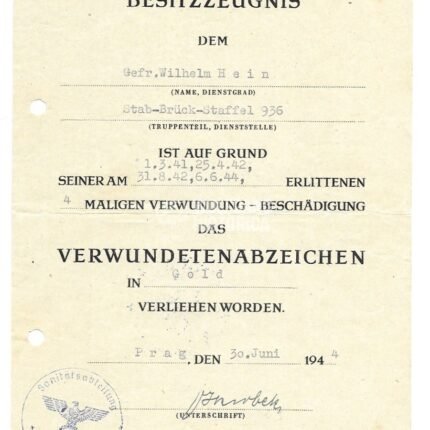 BESITZZEUGNIS
DEM
Gefr.Wilhelm Hein
(NAME, DIENSTGRAD)
Stab-Brück-Staffel 936
(TRUPPENTEIL, DIENSTSTELLE)
IST AUF GRUND
1.3.41,25.4.42,
SEINER AM 31.8.42,6.6.44, ERLITTENEN
4 MALIGEN VERWUNDUNG – BESCHÄDIGUNG
DAS
VERWUNDETENABZEICHEN
IN Gold
VERLIEHEN WORDEN.
Prag, DEN 30.Juni 1944
(UNTERSCHRIFT)
Sanitätsabteilung